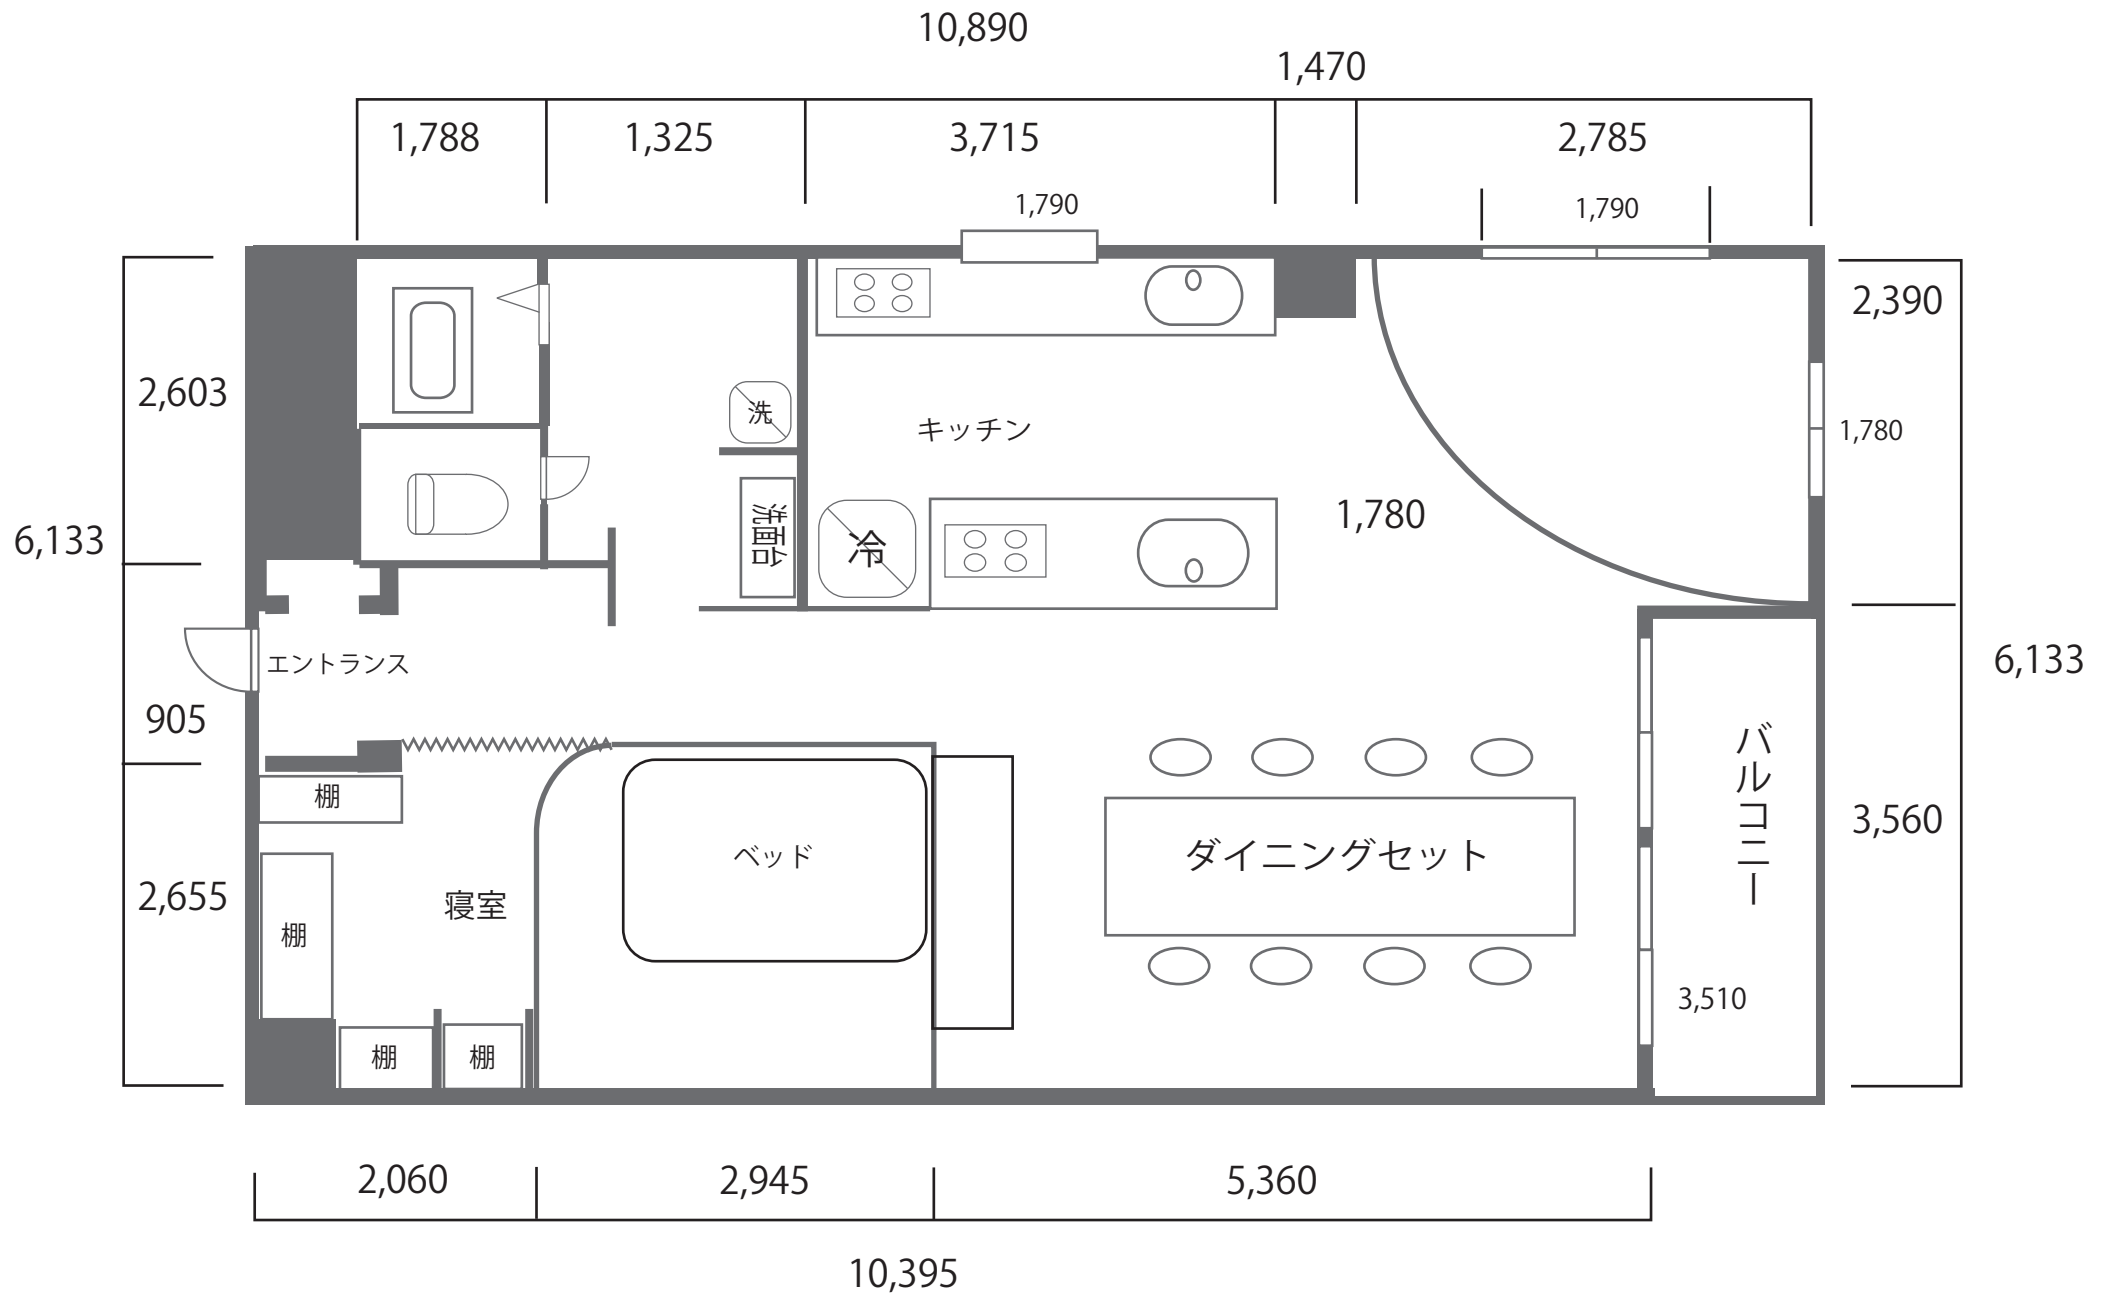 10,890
1,470
1,788
1,325
3,715
2,785
1,790
1,790
2,390
2,603
洗
キッチン
1,780
1,780
6,133
洗面台
冷
エントランス
6,133
905
バルコニー
棚
ベッド
ダイニングセット
3,560
2,655
棚
寝室
3,510
棚
棚
2,060
2,945
5,360
10,395